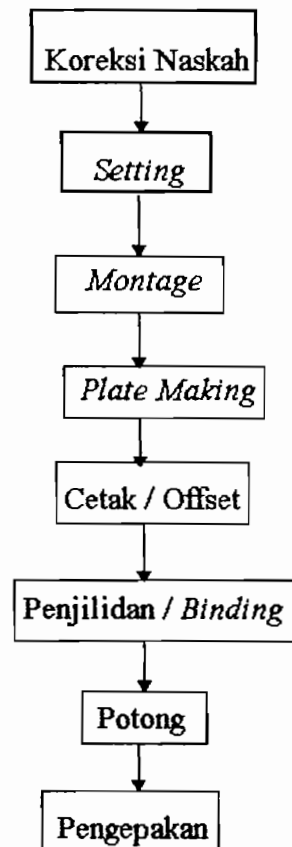 Koreksi Naskah
Setting
Montage
Plate Making
Cetak / Offset
Penjilidan / Binding
Potong
Pengepakan